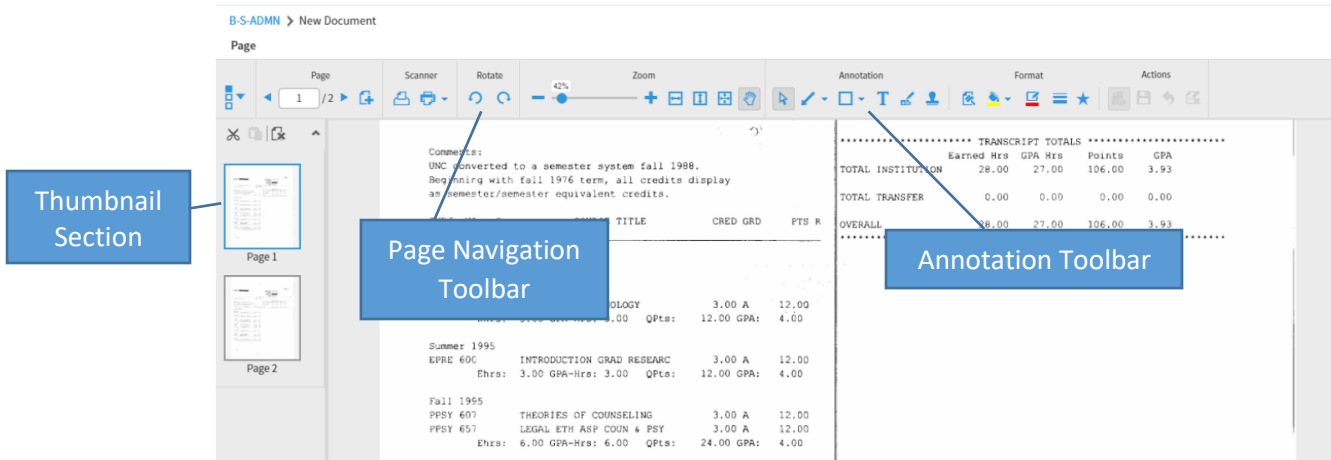 B-S-ADMN > New Document
Page
Page Scanner Rotate Zoom Annotation Format Actions
1 /2 42% T
Thumbnail
Section
Page 1
Page 2
Page Navigation
Toolbar
Annotation Toolbar
Comments:
UNC converted to a semester system fall 1988.
Beginning with fall 1976 term, all credits display
as semester/semester equivalent credits.
TITLE CRED GRD PTS R
OLOGY 3.00 A 12.00
QPts: 12.00 GPA: 4.00
Summer 1995
EPRE 600 INTRODUCTION GRAD RESEARC 3.00 A 12.00
Ehrs: 3.00 GPA-Hrs: 3.00 QPts: 12.00 GPA: 4.00
Fall 1995
PPSY 607 THEORIES OF COUNSELING 3.00 A 12.00
PPSY 657 LEGAL ETH ASP COUN & PSY 3.00 A 12.00
Ehrs: 6.00 GPA-Hrs: 6.00 QPts: 24.00 GPA: 4.00
********************** TRANSCRIPT TOTALS **********************
Earned Hrs GPA Hrs Points GPA
TOTAL INSTITUTION 28.00 27.00 106.00 3.93
TOTAL TRANSFER 0.00 0.00 0.00 0.00
OVERALL 28.00 27.00 106.00 3.93